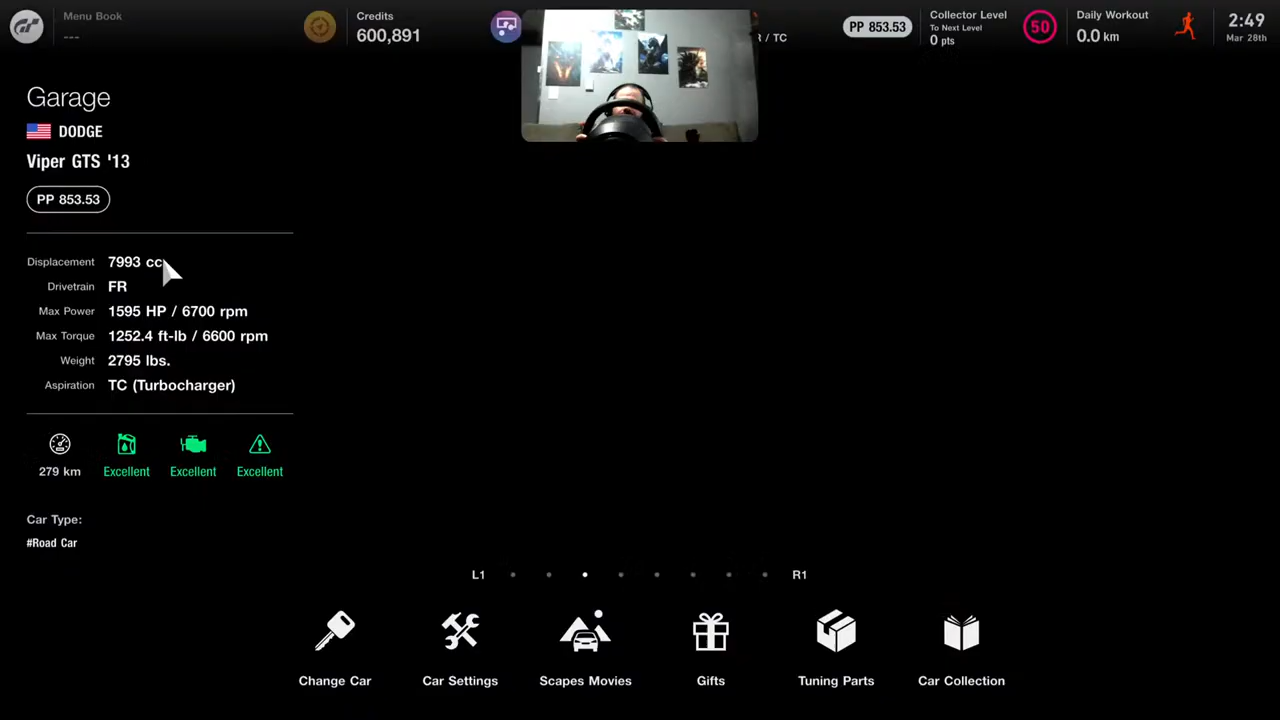 Menu Book
---
Credits
600,891
R / TC
PP 853.53
Collector Level
To Next Level
0 pts
50
Daily Workout
0.0 km
2:49
Mar 28th
Garage
DODGE
Viper GTS '13
PP 853.53
Displacement 7993 cc
Drivetrain FR
Max Power 1595 HP / 6700 rpm
Max Torque 1252.4 ft-lb / 6600 rpm
Weight 2795 lbs.
Aspiration TC (Turbocharger)
279 km Excellent Excellent Excellent
Car Type:
#Road Car
L1 R1
Change Car Car Settings Scapes Movies Gifts Tuning Parts Car Collection